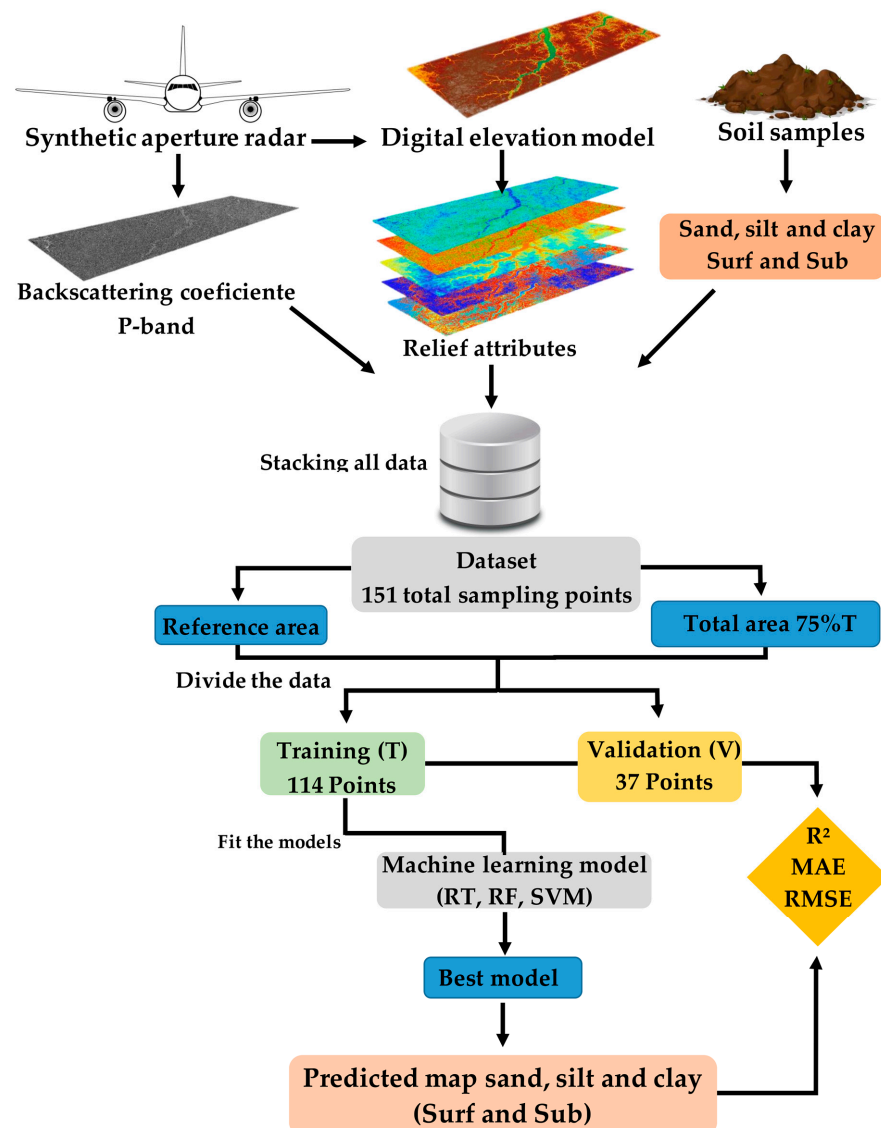 Synthetic aperture radar
Digital elevation model
Soil samples
Backscattering coeficiente
P-band
Relief attributes
Sand, silt and clay
Surf and Sub
Stacking all data
Dataset
151 total sampling points
Reference area
Total area 75%T
Divide the data
Training (T)
114 Points
Validation (V)
37 Points
Fit the models
Machine learning model
(RT, RF, SVM)
R²
MAE
RMSE
Best model
Predicted map sand, silt and clay
(Surf and Sub)